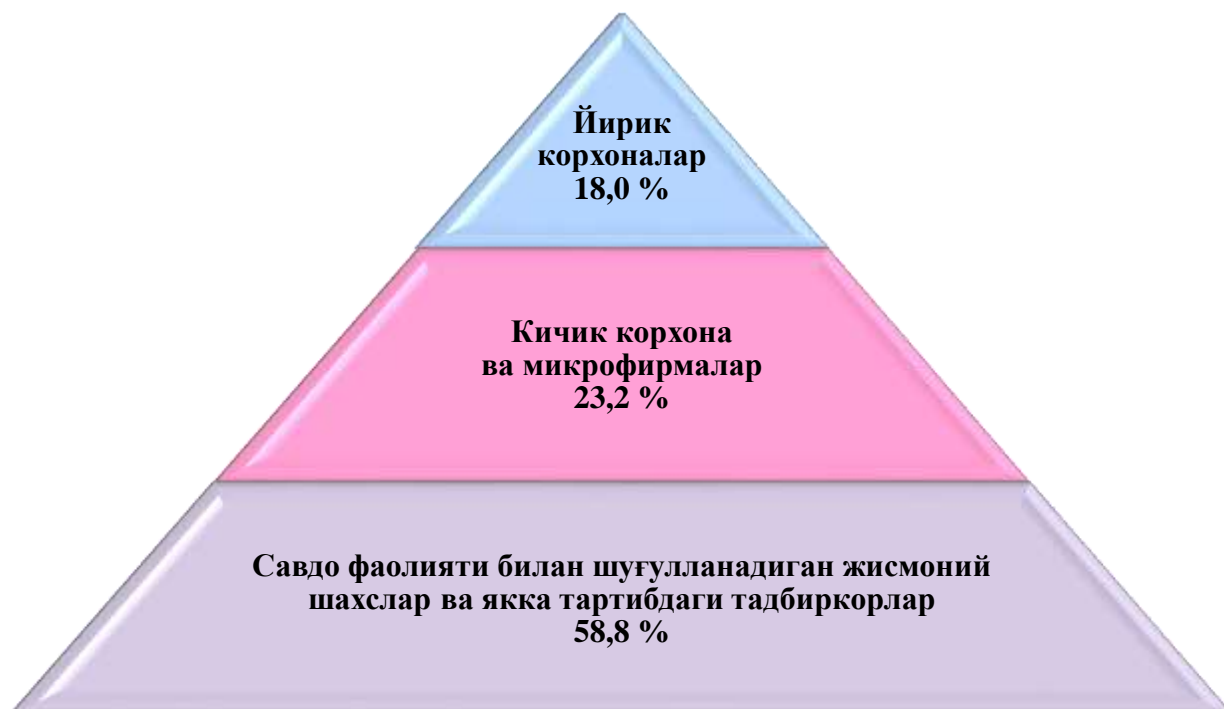 Йирик
корхоналар
18,0 %
Кичик корхона
ва микрофирмалар
23,2 %
Савдо фаолияти билан шуғулланадиган жисмоний
шахслар ва якка тартибдаги тадбиркорлар
58,8 %